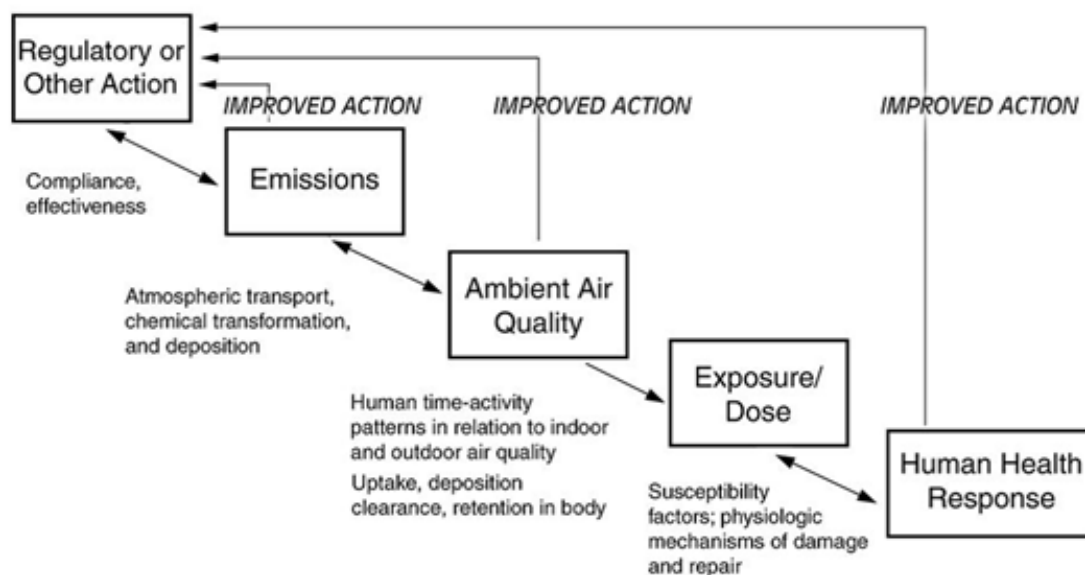 Regulatory or
Other Action
IMPROVED ACTION
IMPROVED ACTION
IMPROVED ACTION
Compliance,
effectiveness
Emissions
Atmospheric transport,
chemical transformation,
and deposition
Ambient Air
Quality
Human time-activity
patterns in relation to indoor
and outdoor air quality
Uptake, deposition
clearance, retention in body
Exposure/
Dose
Susceptibility
factors; physiologic
mechanisms of damage
and repair
Human Health
Response